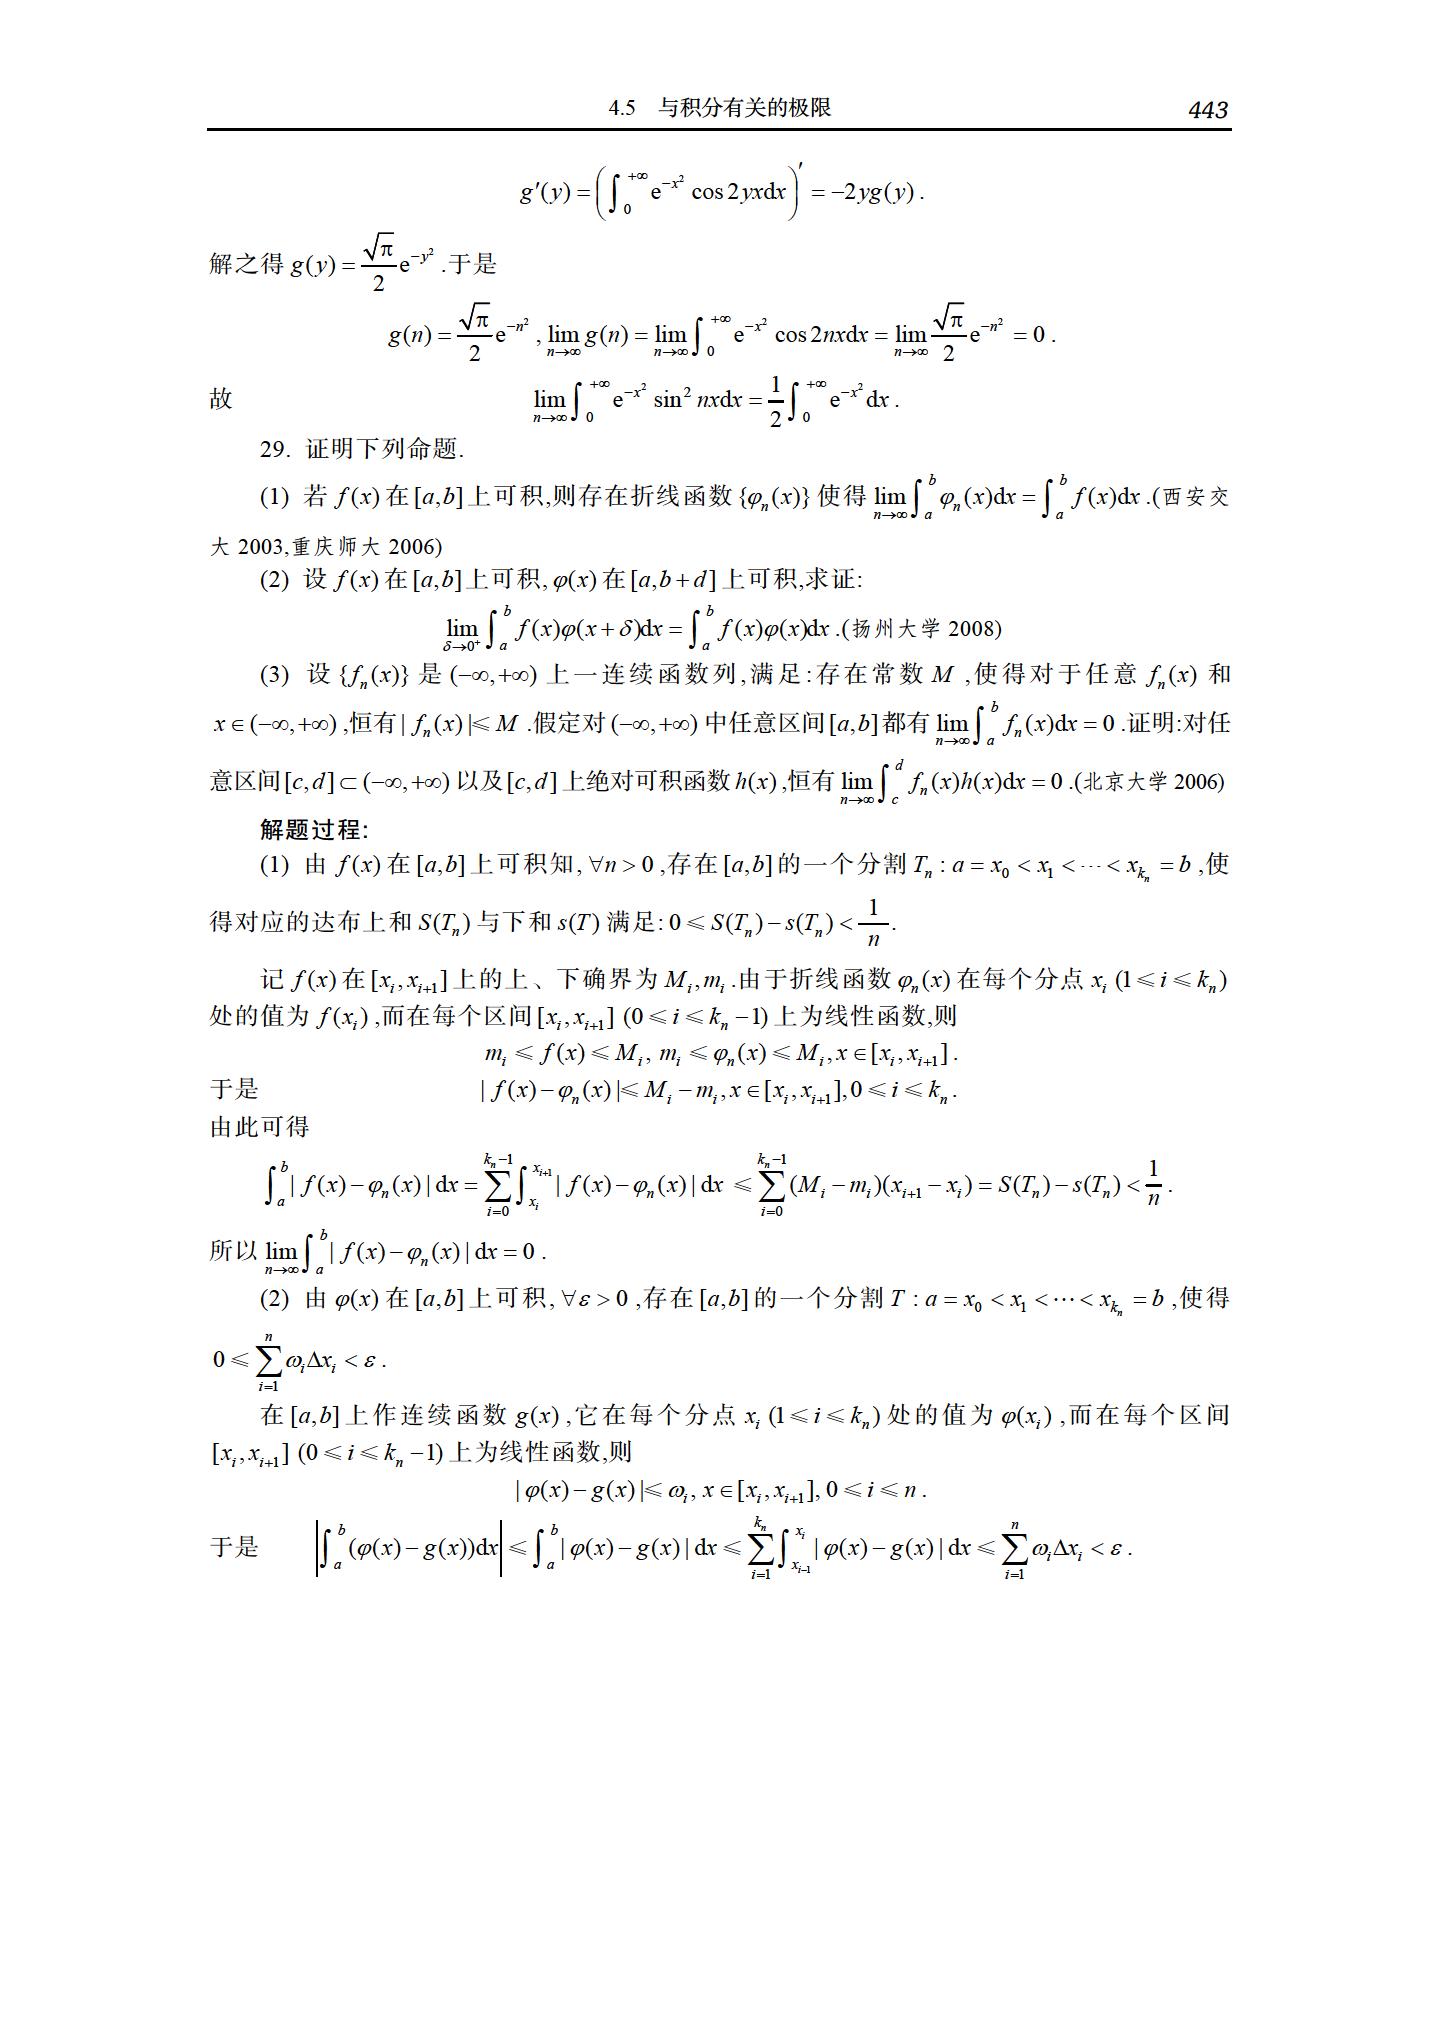 4.5 与积分有关的极限 443
$g'(y)=\left(\int_0^{+\infty}\mathrm{e}^{-x^2}\cos 2yx\mathrm{d}x\right)'=-2yg(y).$
解之得 $g(y)=\frac{\sqrt{\pi}}{2}\mathrm{e}^{-y^2}$.于是
$g(n)=\frac{\sqrt{\pi}}{2}\mathrm{e}^{-n^2},\lim_{n\to\infty}g(n)=\lim_{n\to\infty}\int_0^{+\infty}\mathrm{e}^{-x^2}\cos 2nx\mathrm{d}x=\lim_{n\to\infty}\frac{\sqrt{\pi}}{2}\mathrm{e}^{-n^2}=0.$
故 $\lim_{n\to\infty}\int_0^{+\infty}\mathrm{e}^{-x^2}\sin^2 nx\mathrm{d}x=\frac{1}{2}\int_0^{+\infty}\mathrm{e}^{-x^2}\mathrm{d}x.$
29. 证明下列命题.
(1) 若 $f(x)$ 在 $[a,b]$ 上可积,则存在折线函数 $\{\varphi_n(x)\}$ 使得 $\lim_{n\to\infty}\int_a^b\varphi_n(x)\mathrm{d}x=\int_a^b f(x)\mathrm{d}x$.(西安交
大 2003,重庆师大 2006)
(2) 设 $f(x)$ 在 $[a,b]$ 上可积, $\varphi(x)$ 在 $[a,b+d]$ 上可积,求证:
$\lim_{\delta\to 0^+}\int_a^b f(x)\varphi(x+\delta)\mathrm{d}x=\int_a^b f(x)\varphi(x)\mathrm{d}x$.(扬州大学 2008)
(3) 设 $\{f_n(x)\}$ 是 $(-\infty,+\infty)$ 上一连续函数列,满足:存在常数 $M$ ,使得对于任意 $f_n(x)$ 和
$x\in(-\infty,+\infty)$ ,恒有 $|f_n(x)|\leqslant M$ .假定对 $(-\infty,+\infty)$ 中任意区间 $[a,b]$ 都有 $\lim_{n\to\infty}\int_a^b f_n(x)\mathrm{d}x=0$ .证明:对任
意区间 $[c,d]\subset(-\infty,+\infty)$ 以及 $[c,d]$ 上绝对可积函数 $h(x)$ ,恒有 $\lim_{n\to\infty}\int_c^d f_n(x)h(x)\mathrm{d}x=0$ .(北京大学 2006)
解题过程:
(1) 由 $f(x)$ 在 $[a,b]$ 上可积知, $\forall n>0$ ,存在 $[a,b]$ 的一个分割 $T_n:a=x_0<x_1<\cdots<x_{k_n}=b$ ,使
得对应的达布上和 $S(T_n)$ 与下和 $s(T)$ 满足: $0\leqslant S(T_n)-s(T_n)<\frac{1}{n}$.
记 $f(x)$ 在 $[x_i,x_{i+1}]$ 上的上、下确界为 $M_i,m_i$ .由于折线函数 $\varphi_n(x)$ 在每个分点 $x_i$ $(1\leqslant i\leqslant k_n)$
处的值为 $f(x_i)$ ,而在每个区间 $[x_i,x_{i+1}]$ $(0\leqslant i\leqslant k_n-1)$ 上为线性函数,则
$m_i\leqslant f(x)\leqslant M_i,m_i\leqslant\varphi_n(x)\leqslant M_i,x\in[x_i,x_{i+1}].$
于是 $|f(x)-\varphi_n(x)|\leqslant M_i-m_i,x\in[x_i,x_{i+1}],0\leqslant i\leqslant k_n.$
由此可得
$\int_a^b|f(x)-\varphi_n(x)|\mathrm{d}x=\sum_{i=0}^{k_n-1}\int_{x_i}^{x_{i+1}}|f(x)-\varphi_n(x)|\mathrm{d}x\leqslant\sum_{i=0}^{k_n-1}(M_i-m_i)(x_{i+1}-x_i)=S(T_n)-s(T_n)<\frac{1}{n}.$
所以 $\lim_{n\to\infty}\int_a^b|f(x)-\varphi_n(x)|\mathrm{d}x=0$ .
(2) 由 $\varphi(x)$ 在 $[a,b]$ 上可积, $\forall\varepsilon>0$ ,存在 $[a,b]$ 的一个分割 $T:a=x_0<x_1<\cdots<x_{k_n}=b$ ,使得
$0\leqslant\sum_{i=1}^n\omega_i\Delta x_i<\varepsilon$ .
在 $[a,b]$ 上作连续函数 $g(x)$ ,它在每个分点 $x_i$ $(1\leqslant i\leqslant k_n)$ 处的值为 $\varphi(x_i)$ ,而在每个区间
$[x_i,x_{i+1}]$ $(0\leqslant i\leqslant k_n-1)$ 上为线性函数,则
$|\varphi(x)-g(x)|\leqslant\omega_i,x\in[x_i,x_{i+1}],0\leqslant i\leqslant n.$
于是 $\left|\int_a^b(\varphi(x)-g(x))\mathrm{d}x\right|\leqslant\int_a^b|\varphi(x)-g(x)|\mathrm{d}x\leqslant\sum_{i=1}^{k_n}\int_{x_{i-1}}^{x_i}|\varphi(x)-g(x)|\mathrm{d}x\leqslant\sum_{i=1}^n\omega_i\Delta x_i<\varepsilon.$